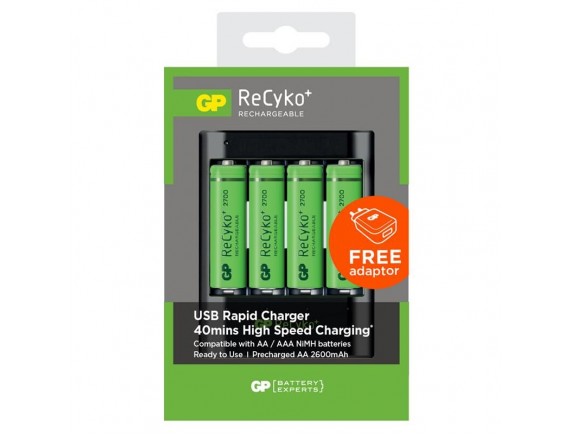 GP ReCyko+
RECHARGEABLE
GP ReCyko+ 2700
RECHARGEABLE
GP ReCyko+ 2700
RECHARGEABLE
GP ReCyko+ 2700
RECHARGEABLE
GP ReCyko+ 2700
RECHARGEABLE
FREE
adaptor
GP ReCyko+
USB Rapid Charger
40mins High Speed Charging*
Compatible with AA / AAA NiMH batteries
Ready to Use | Precharged AA 2600mAh
GP [BATTERY
EXPERTS]